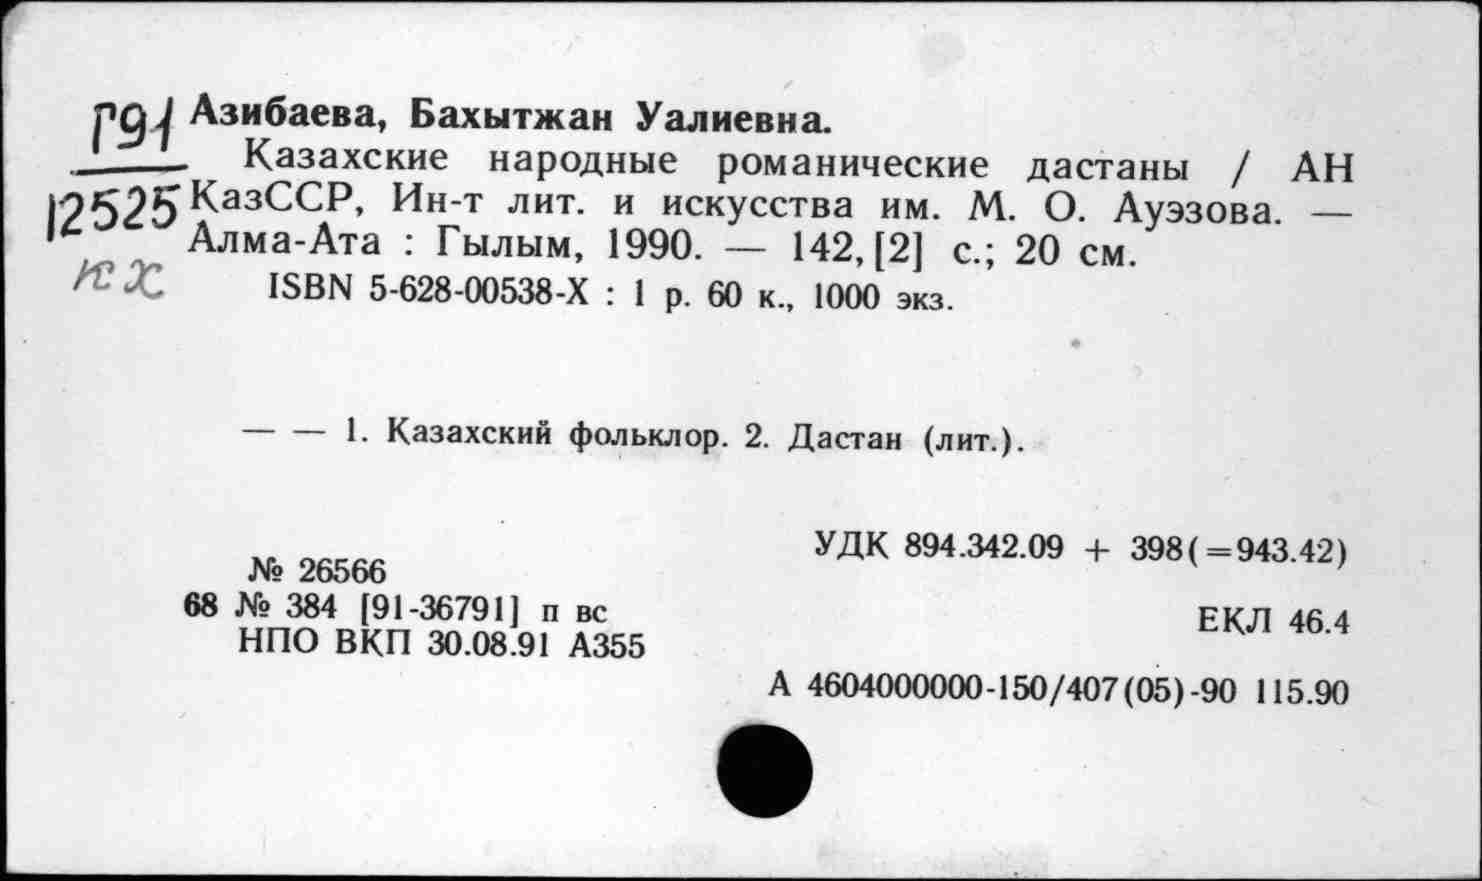 Г91 Азибаева, Бахытжан Уалиевна.
Казахские народные романические дастаны / АН
12525 КазССР, Ин-т лит. и искусства им. М. О. Ауэзова. —
Алма-Ата : Гылым, 1990. — 142, [2] с.; 20 см.
кх ISBN 5-628-00538-X : 1 р. 60 к., 1000 экз.
— — 1. Казахский фольклор. 2. Дастан (лит.).
УДК 894.342.09 + 398(=943.42)
№ 26566
68 № 384 [91-36791] п вс
ЕКЛ 46.4
НПО ВКП 30.08.91 А355
А 4604000000-150/407(05)-90 115.90